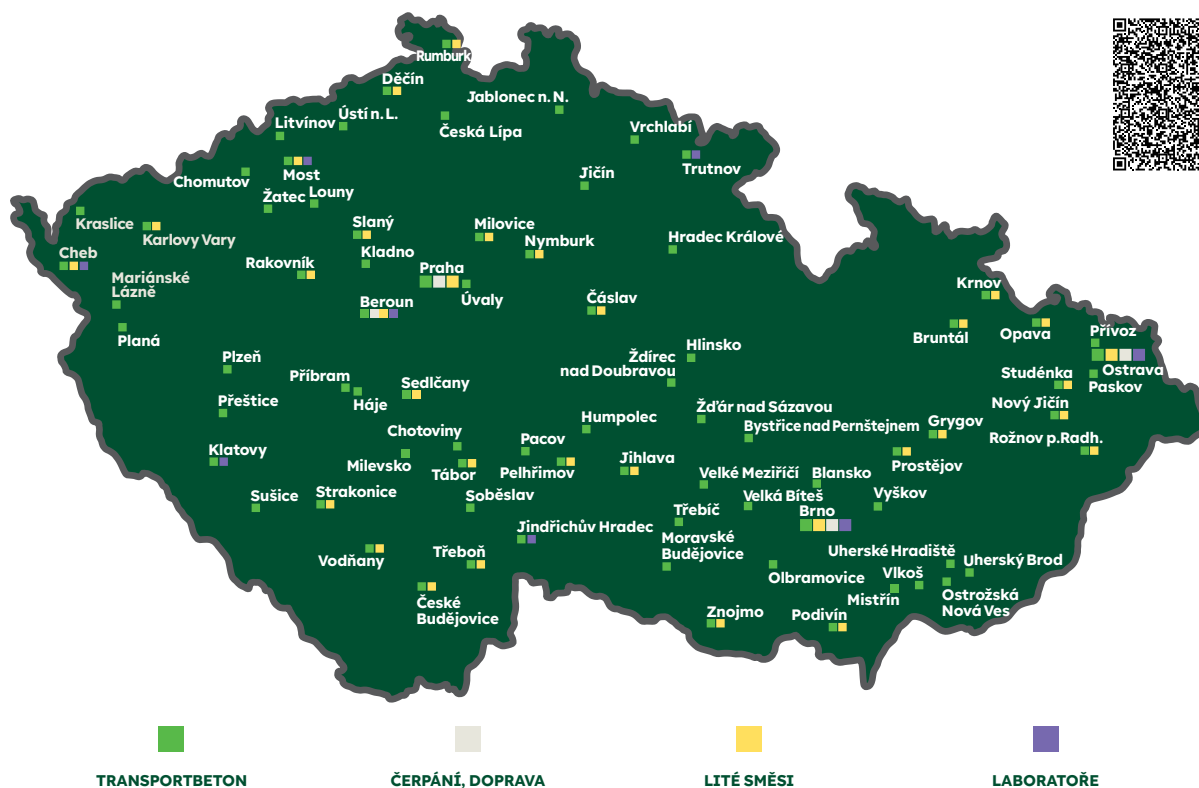 Rumburk
Děčín
Jablonec n. N.
Ústí n. L.
Litvínov
Česká Lípa
Vrchlabí
Trutnov
Most
Chomutov
Jičín
Žatec
Louny
Kraslice
Karlovy Vary
Slaný
Milovice
Nymburk
Hradec Králové
Cheb
Kladno
Rakovník
Praha
Mariánské
Lázně
Úvaly
Beroun
Čáslav
Krnov
Planá
Bruntál
Opava
Přívoz
Hlinsko
Plzeň
Ždírec
nad Doubravou
Ostrava
Studénka
Paskov
Příbram
Sedlčany
Háje
Přeštice
Nový Jičín
Žďár nad Sázavou
Humpolec
Bystřice nad Pernštejnem
Grygov
Chotoviny
Rožnov p.Radh.
Klatovy
Pacov
Milevsko
Jihlava
Prostějov
Tábor
Pelhřimov
Velké Meziříčí
Blansko
Sušice
Strakonice
Soběslav
Velká Bíteš
Vyškov
Třebíč
Brno
Jindřichův Hradec
Moravské
Budějovice
Vodňany
Třeboň
Uherské Hradiště
Uherský Brod
Olbramovice
Vlkoš
Mistřín
Ostrožská
Nová Ves
České
Budějovice
Znojmo
Podivín
TRANSPORTBETON
ČERPÁNÍ, DOPRAVA
LITÉ SMĚSI
LABORATOŘE